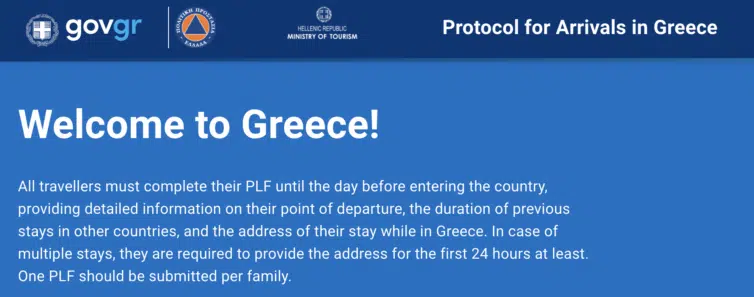 govgr
ΠΟΛΙΤΙΚΗ ΠΡΟΣΤΑΣΙΑ
ΕΛΛΑΔΑ
HELLENIC REPUBLIC
MINISTRY OF TOURISM
Protocol for Arrivals in Greece
Welcome to Greece!
All travellers must complete their PLF until the day before entering the country,
providing detailed information on their point of departure, the duration of previous
stays in other countries, and the address of their stay while in Greece. In case of
multiple stays, they are required to provide the address for the first 24 hours at least.
One PLF should be submitted per family.